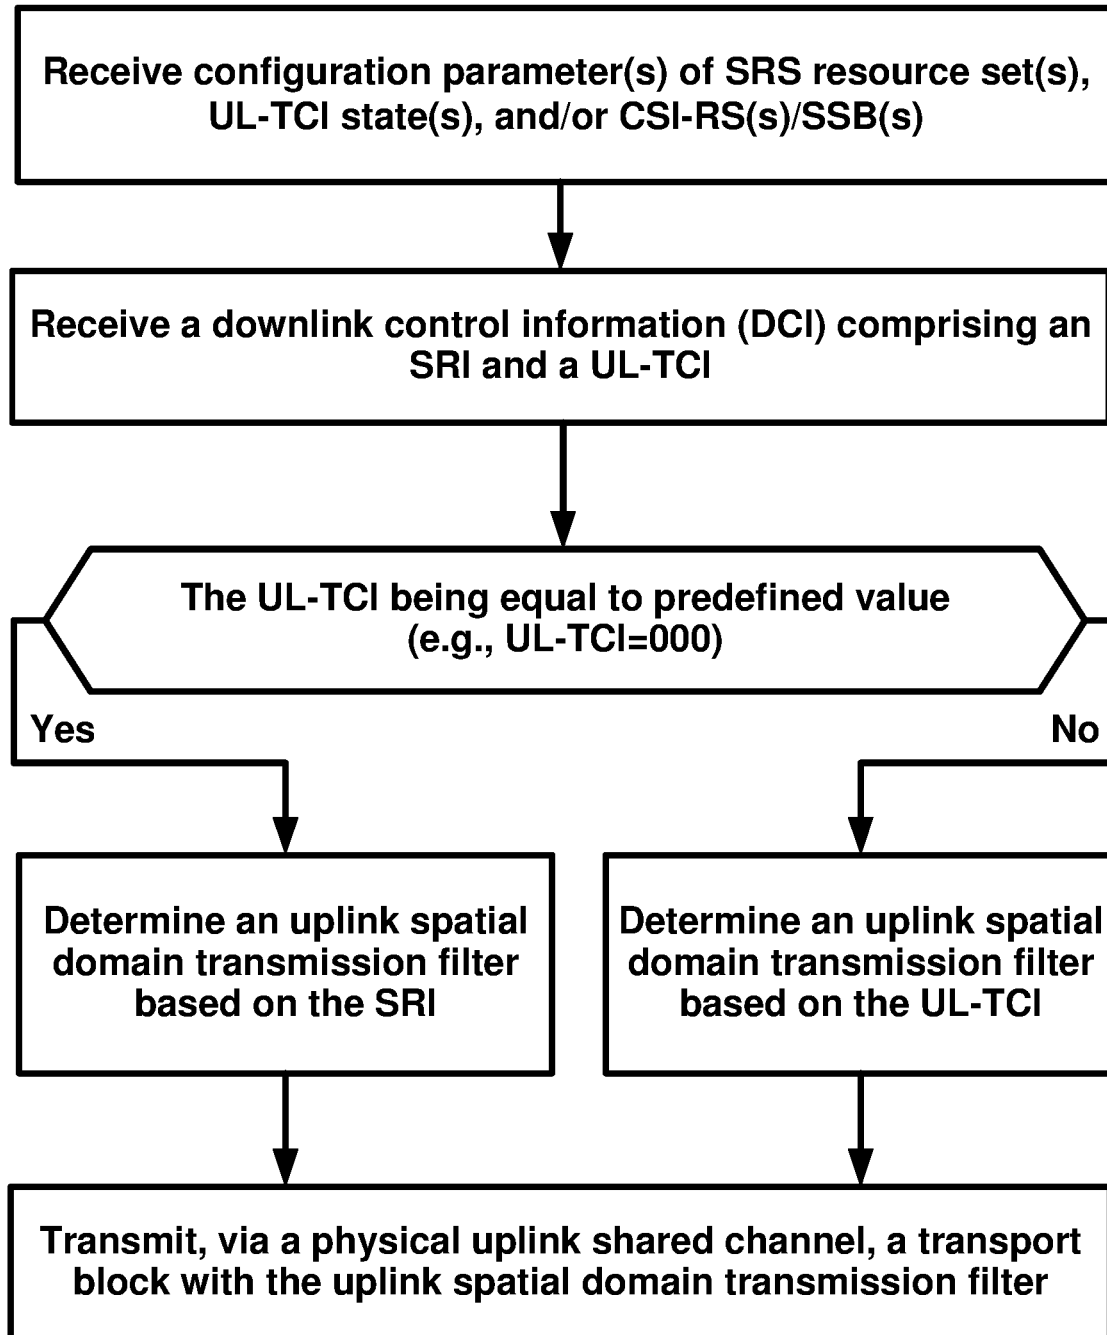 Receive configuration parameter(s) of SRS resource set(s),
UL-TCI state(s), and/or CSI-RS(s)/SSB(s)
Receive a downlink control information (DCI) comprising an
SRI and a UL-TCI
The UL-TCI being equal to predefined value
(e.g., UL-TCI=000)
Yes
No
Determine an uplink spatial
domain transmission filter
based on the SRI
Determine an uplink spatial
domain transmission filter
based on the UL-TCI
Transmit, via a physical uplink shared channel, a transport
block with the uplink spatial domain transmission filter